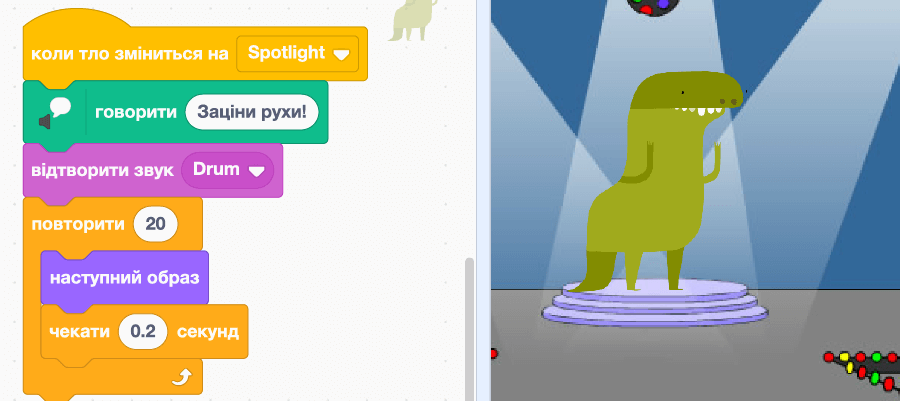 коли тло зміниться на Spotlight
говорити Заціни рухи!
відтворити звук Drum
повторити 20
наступний образ
чекати 0.2 секунд